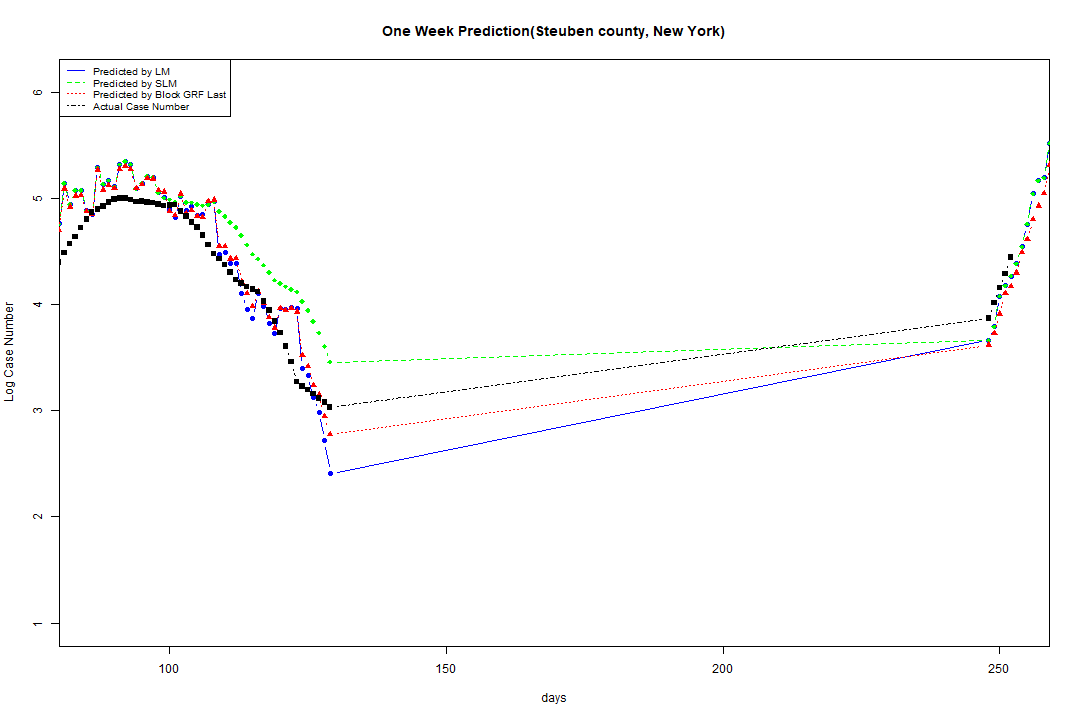 One Week Prediction(Steuben county, New York)
Predicted by LM
Predicted by SLM
Predicted by Block GRF Last
Actual Case Number
6
5
4
3
2
1
Log Case Number
100 150 200 250
days